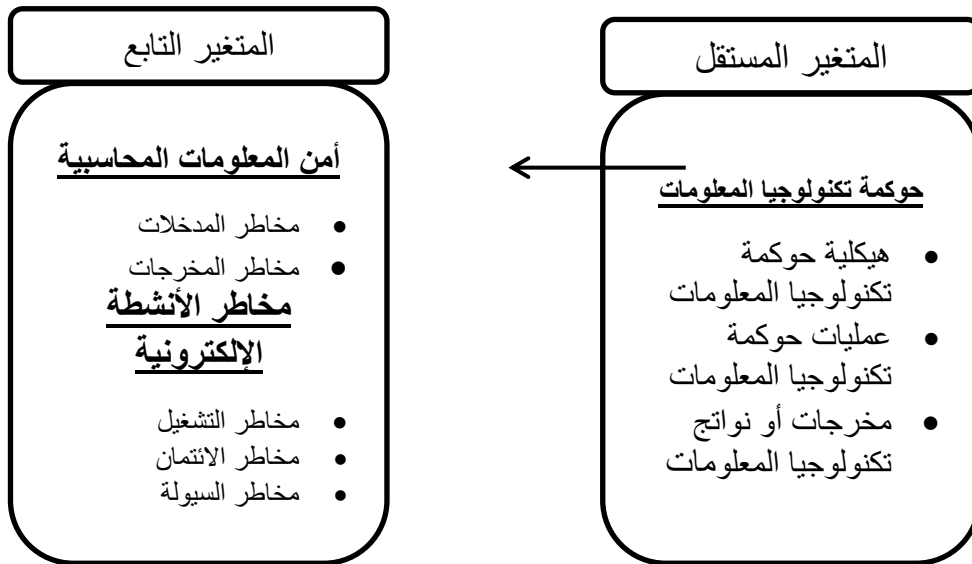 المتغير المستقل
حوكمة تكنولوجيا المعلومات
• هيكلية حوكمة
تكنولوجيا المعلومات
• عمليات حوكمة
تكنولوجيا المعلومات
• مخرجات أو نواتج
تكنولوجيا المعلومات
المتغير التابع
أمن المعلومات المحاسبية
• مخاطر المدخلات
• مخاطر المخرجات
مخاطر الأنشطة
الإلكترونية
• مخاطر التشغيل
• مخاطر الائتمان
• مخاطر السيولة